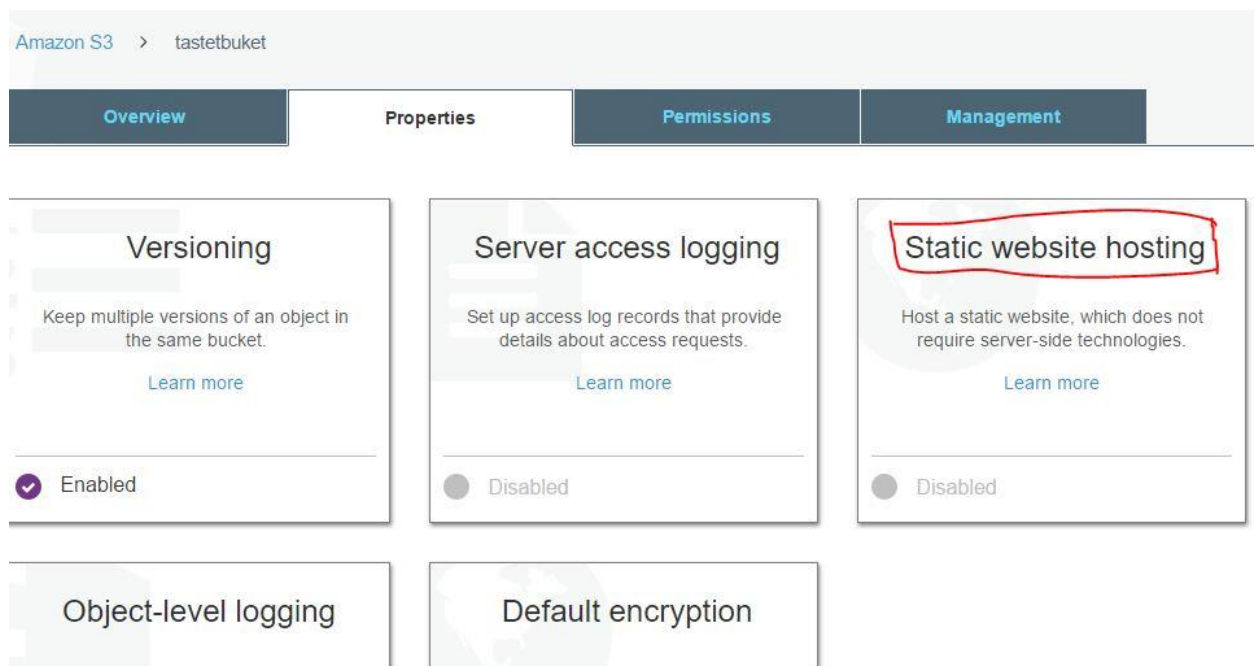 Amazon S3 > tastetbuket
Overview Properties Permissions Management
Versioning
Keep multiple versions of an object in
the same bucket.
Learn more
Enabled
Server access logging
Set up access log records that provide
details about access requests.
Learn more
Disabled
Static website hosting
Host a static website, which does not
require server-side technologies.
Learn more
Disabled
Object-level logging
Default encryption